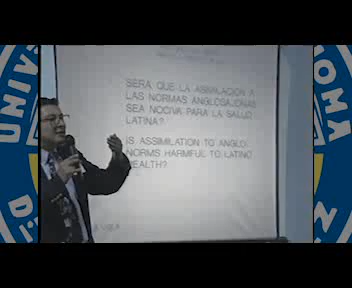 SERA QUE LA ASIMILACION A
LAS NORMAS ANGLOSAJONAS
SEA NOCIVA PARA LA SALUD
LATINA?
IS ASSIMILATION TO ANGLO
NORMS HARMFUL TO LATINO
HEALTH?